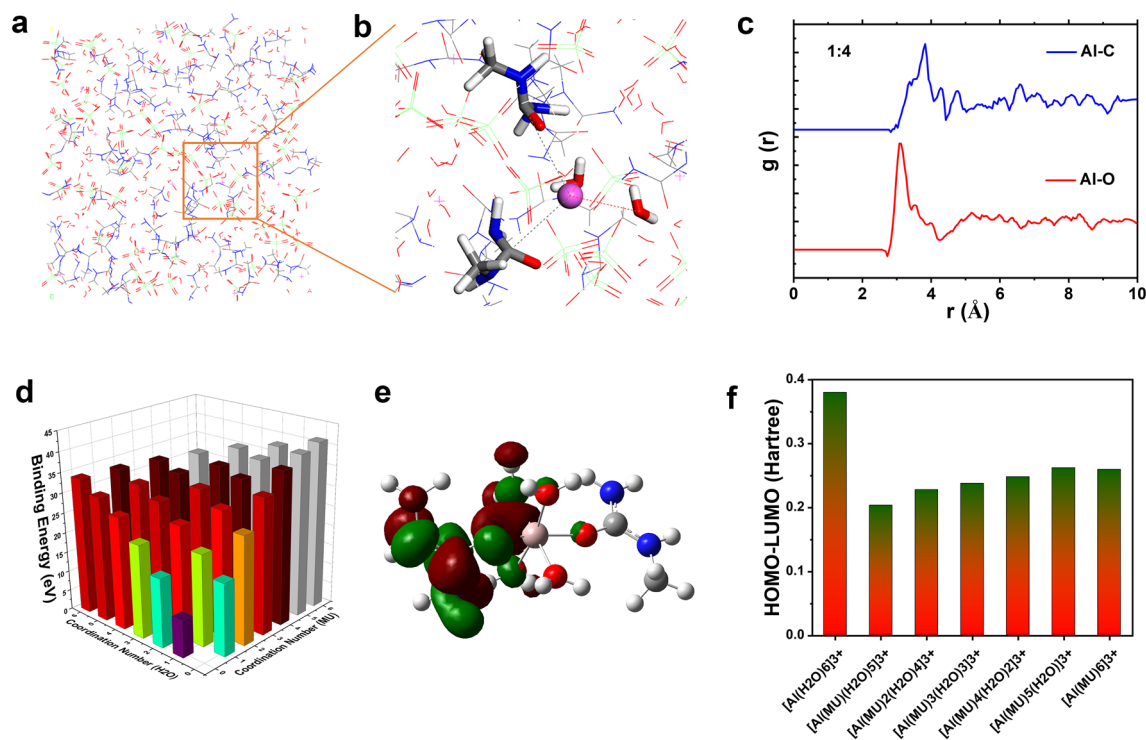 a
b
c
1:4
Al-C
Al-O
g (r)
0 2 4 6 8 10
r (Å)
d
Binding Energy (eV)
45
40
35
30
25
20
15
10
5
0
Coordination Number (H2O)
Coordination Number (MU)
e
f
HOMO-LUMO (Hartree)
0.4
0.3
0.2
0.1
0.0
[Al(H2O)6]3+
[Al(MU)(H2O)5]3+
[Al(MU)2(H2O)4]3+
[Al(MU)3(H2O)3]3+
[Al(MU)4(H2O)2]3+
[Al(MU)5(H2O)]3+
[Al(MU)6]3+